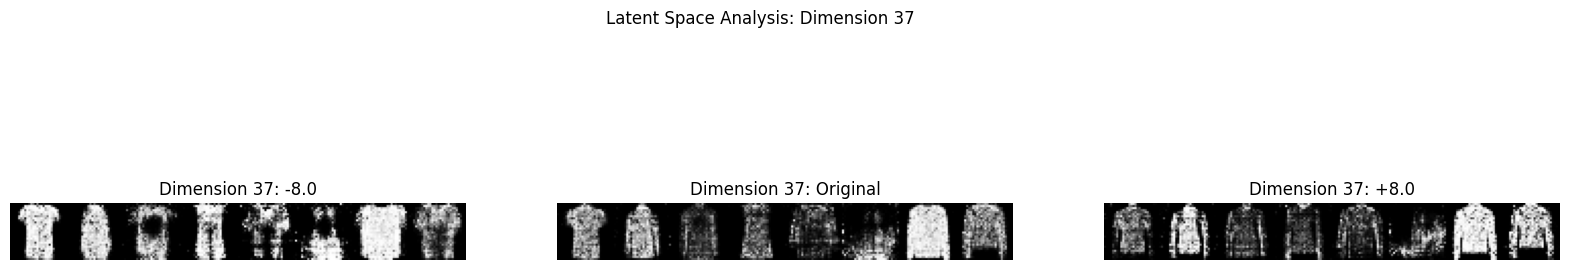 Latent Space Analysis: Dimension 37
Dimension 37: -8.0
Dimension 37: Original
Dimension 37: +8.0